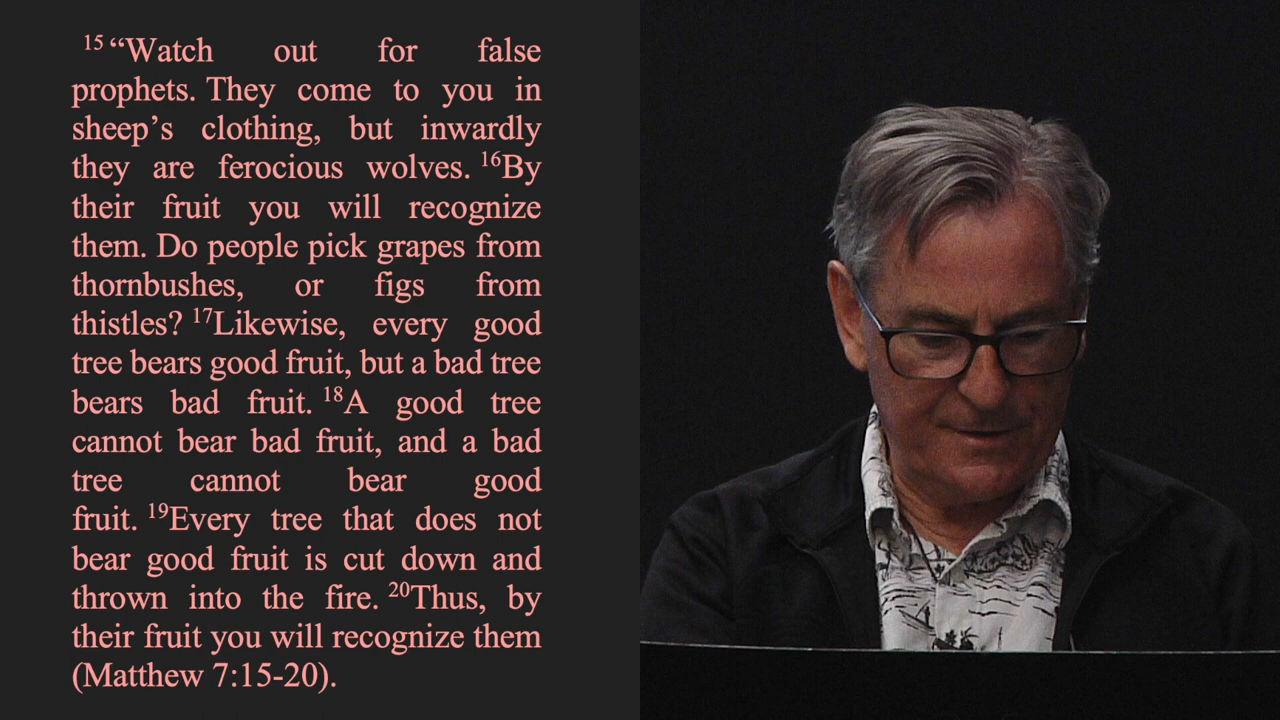 ¹⁵ “Watch out for false
prophets. They come to you in
sheep’s clothing, but inwardly
they are ferocious wolves. ¹⁶By
their fruit you will recognize
them. Do people pick grapes from
thornbushes, or figs from
thistles? ¹⁷Likewise, every good
tree bears good fruit, but a bad tree
bears bad fruit. ¹⁸A good tree
cannot bear bad fruit, and a bad
tree cannot bear good
fruit. ¹⁹Every tree that does not
bear good fruit is cut down and
thrown into the fire. ²⁰Thus, by
their fruit you will recognize them
(Matthew 7:15-20).